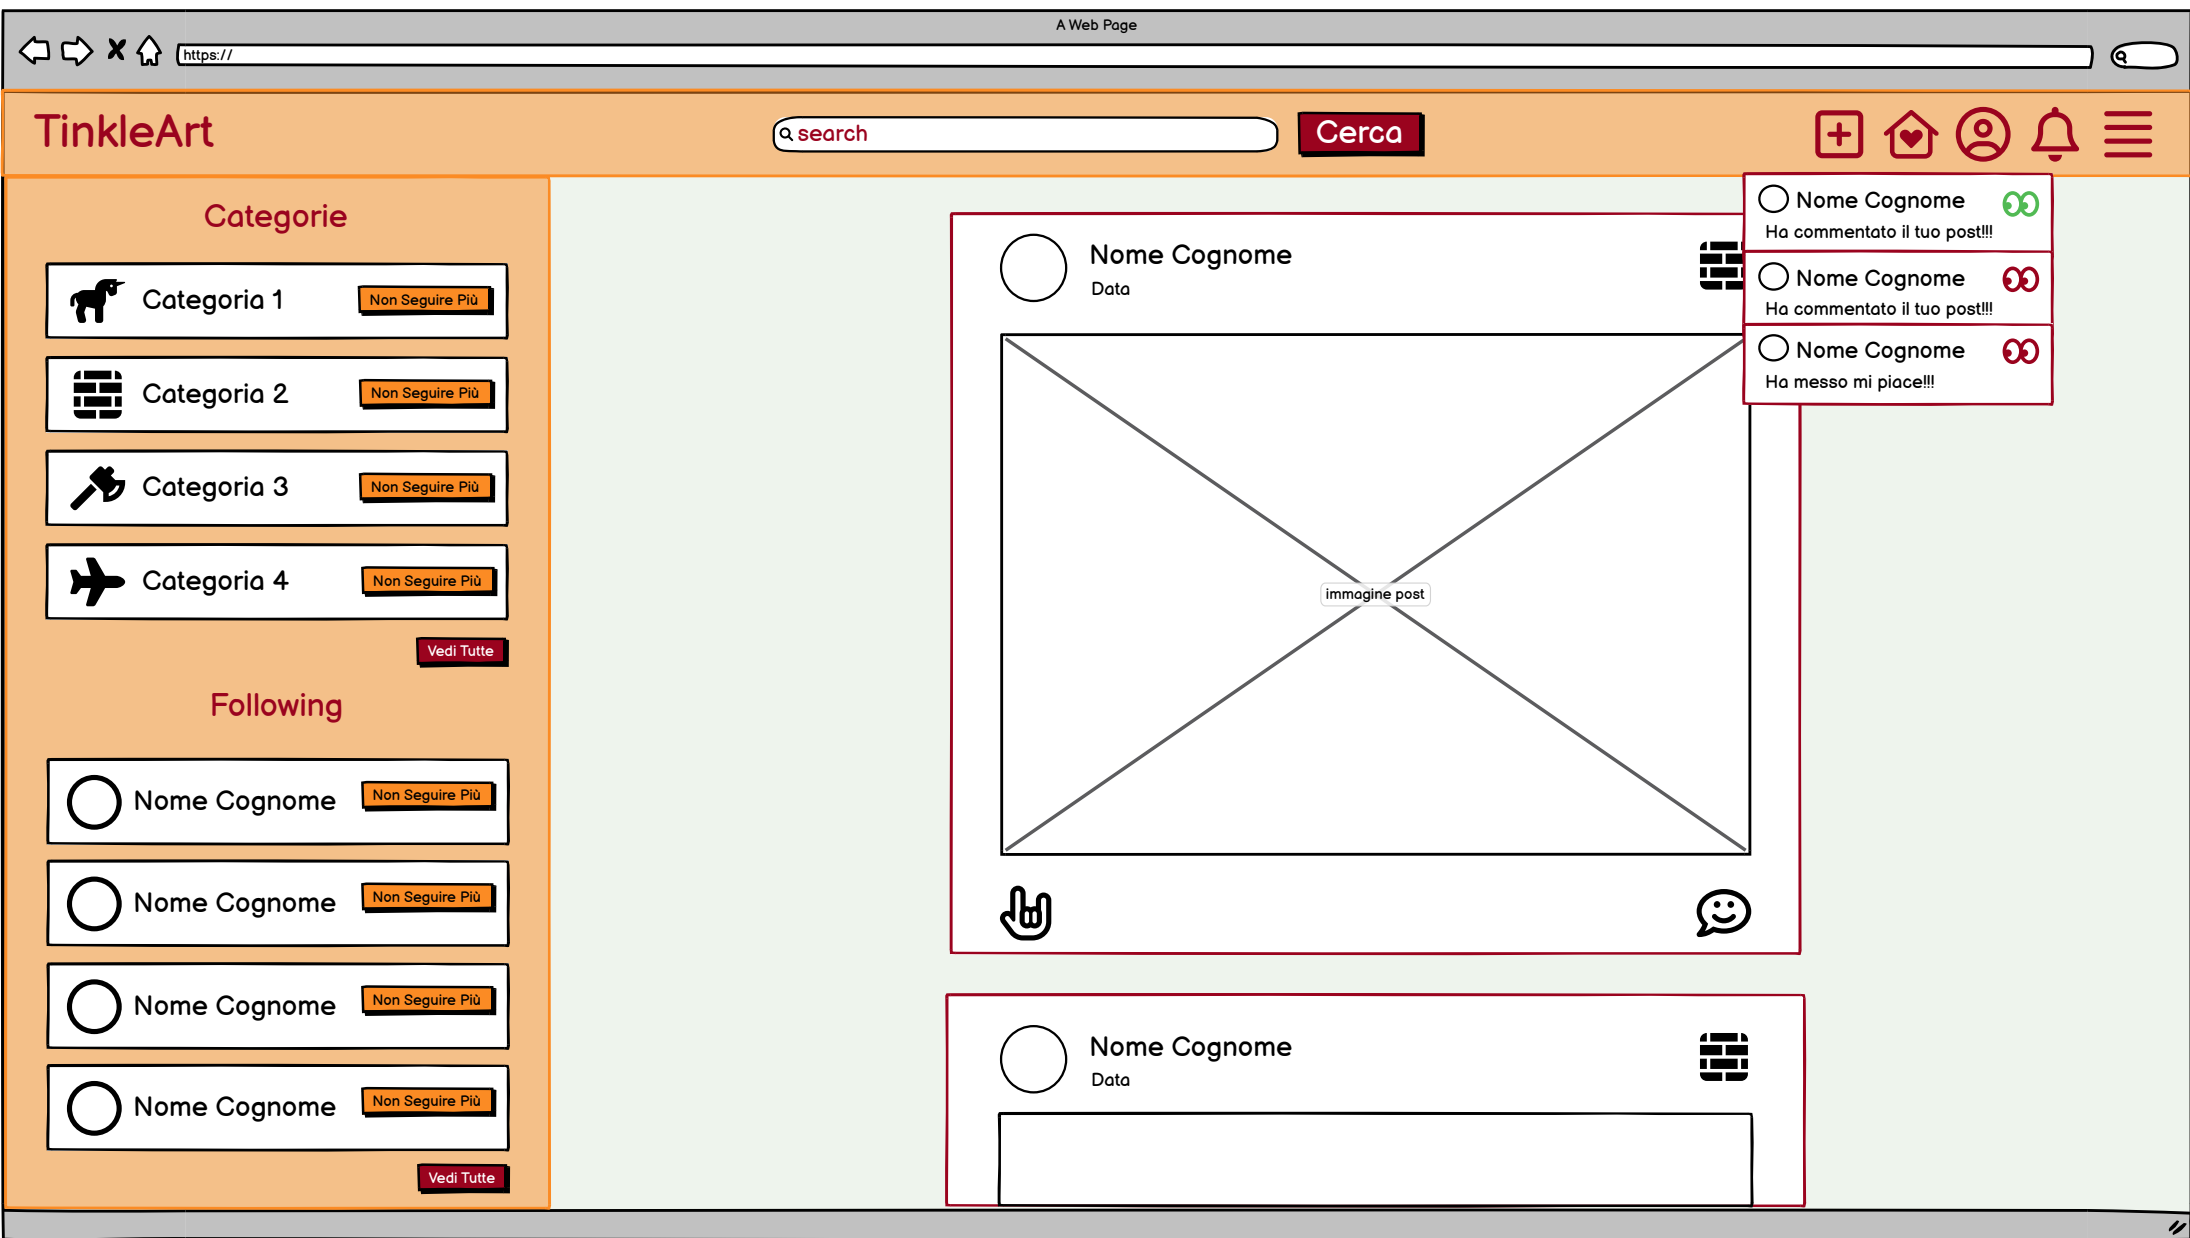 A Web Page
https://
TinkleArt
search
Cerca
Categorie
Categoria 1
Non Seguire Più
Categoria 2
Non Seguire Più
Categoria 3
Non Seguire Più
Categoria 4
Non Seguire Più
Vedi Tutte
Following
Nome Cognome
Non Seguire Più
Nome Cognome
Non Seguire Più
Nome Cognome
Non Seguire Più
Nome Cognome
Non Seguire Più
Vedi Tutte
Nome Cognome
Data
immagine post
Nome Cognome
Data
Nome Cognome
Ha commentato il tuo post!!!
Nome Cognome
Ha commentato il tuo post!!!
Nome Cognome
Ha messo mi piace!!!